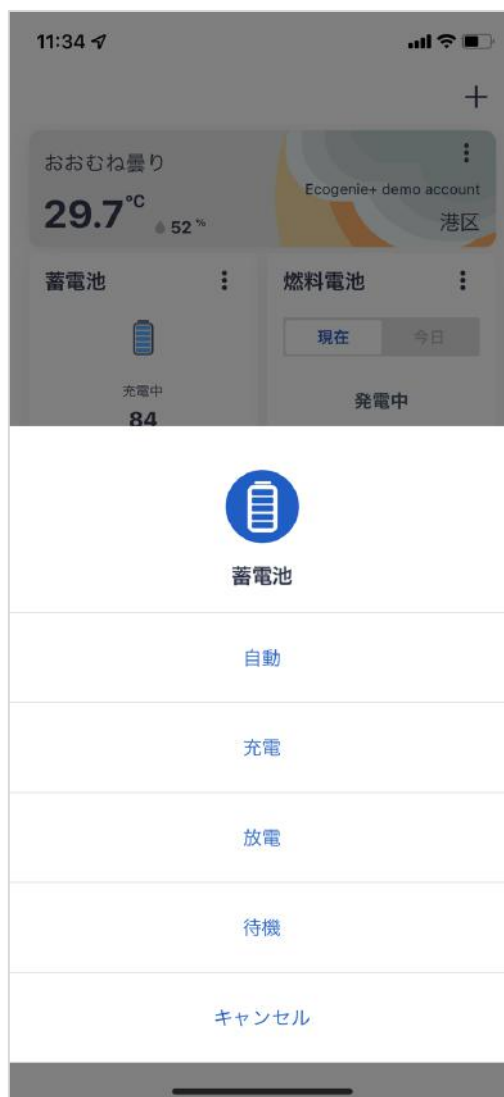 11:34
おおむね曇り
Ecogenie+ demo account
29.7℃
52 %
港区
蓄電池
燃料電池
現在
今日
充電中
発電中
84
蓄電池
自動
充電
放電
待機
キャンセル